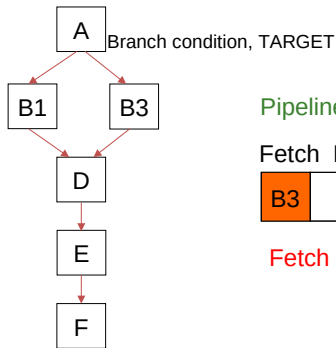 A
Branch condition, TARGET
B1 B3
Pipeline
D
Fetch
B3
E
Fetch
F